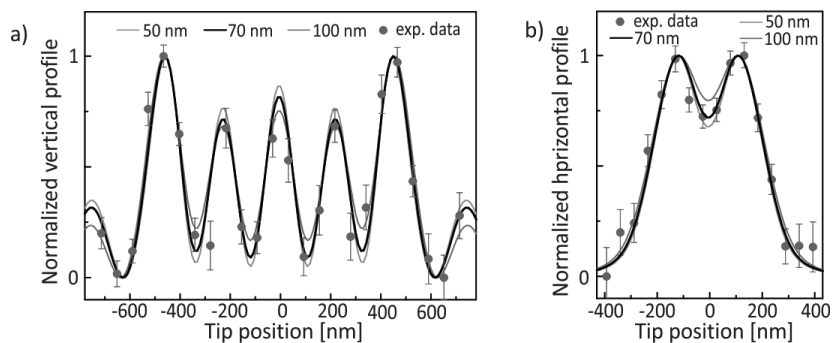 a)
50 nm 70 nm 100 nm exp. data
Normalized vertical profile
1
0
-600 -400 -200 0 200 400 600
Tip position [nm]
b)
exp. data 50 nm
70 nm 100 nm
Normalized hprizontal profile
1
0
-400 -200 0 200 400
Tip position [nm]